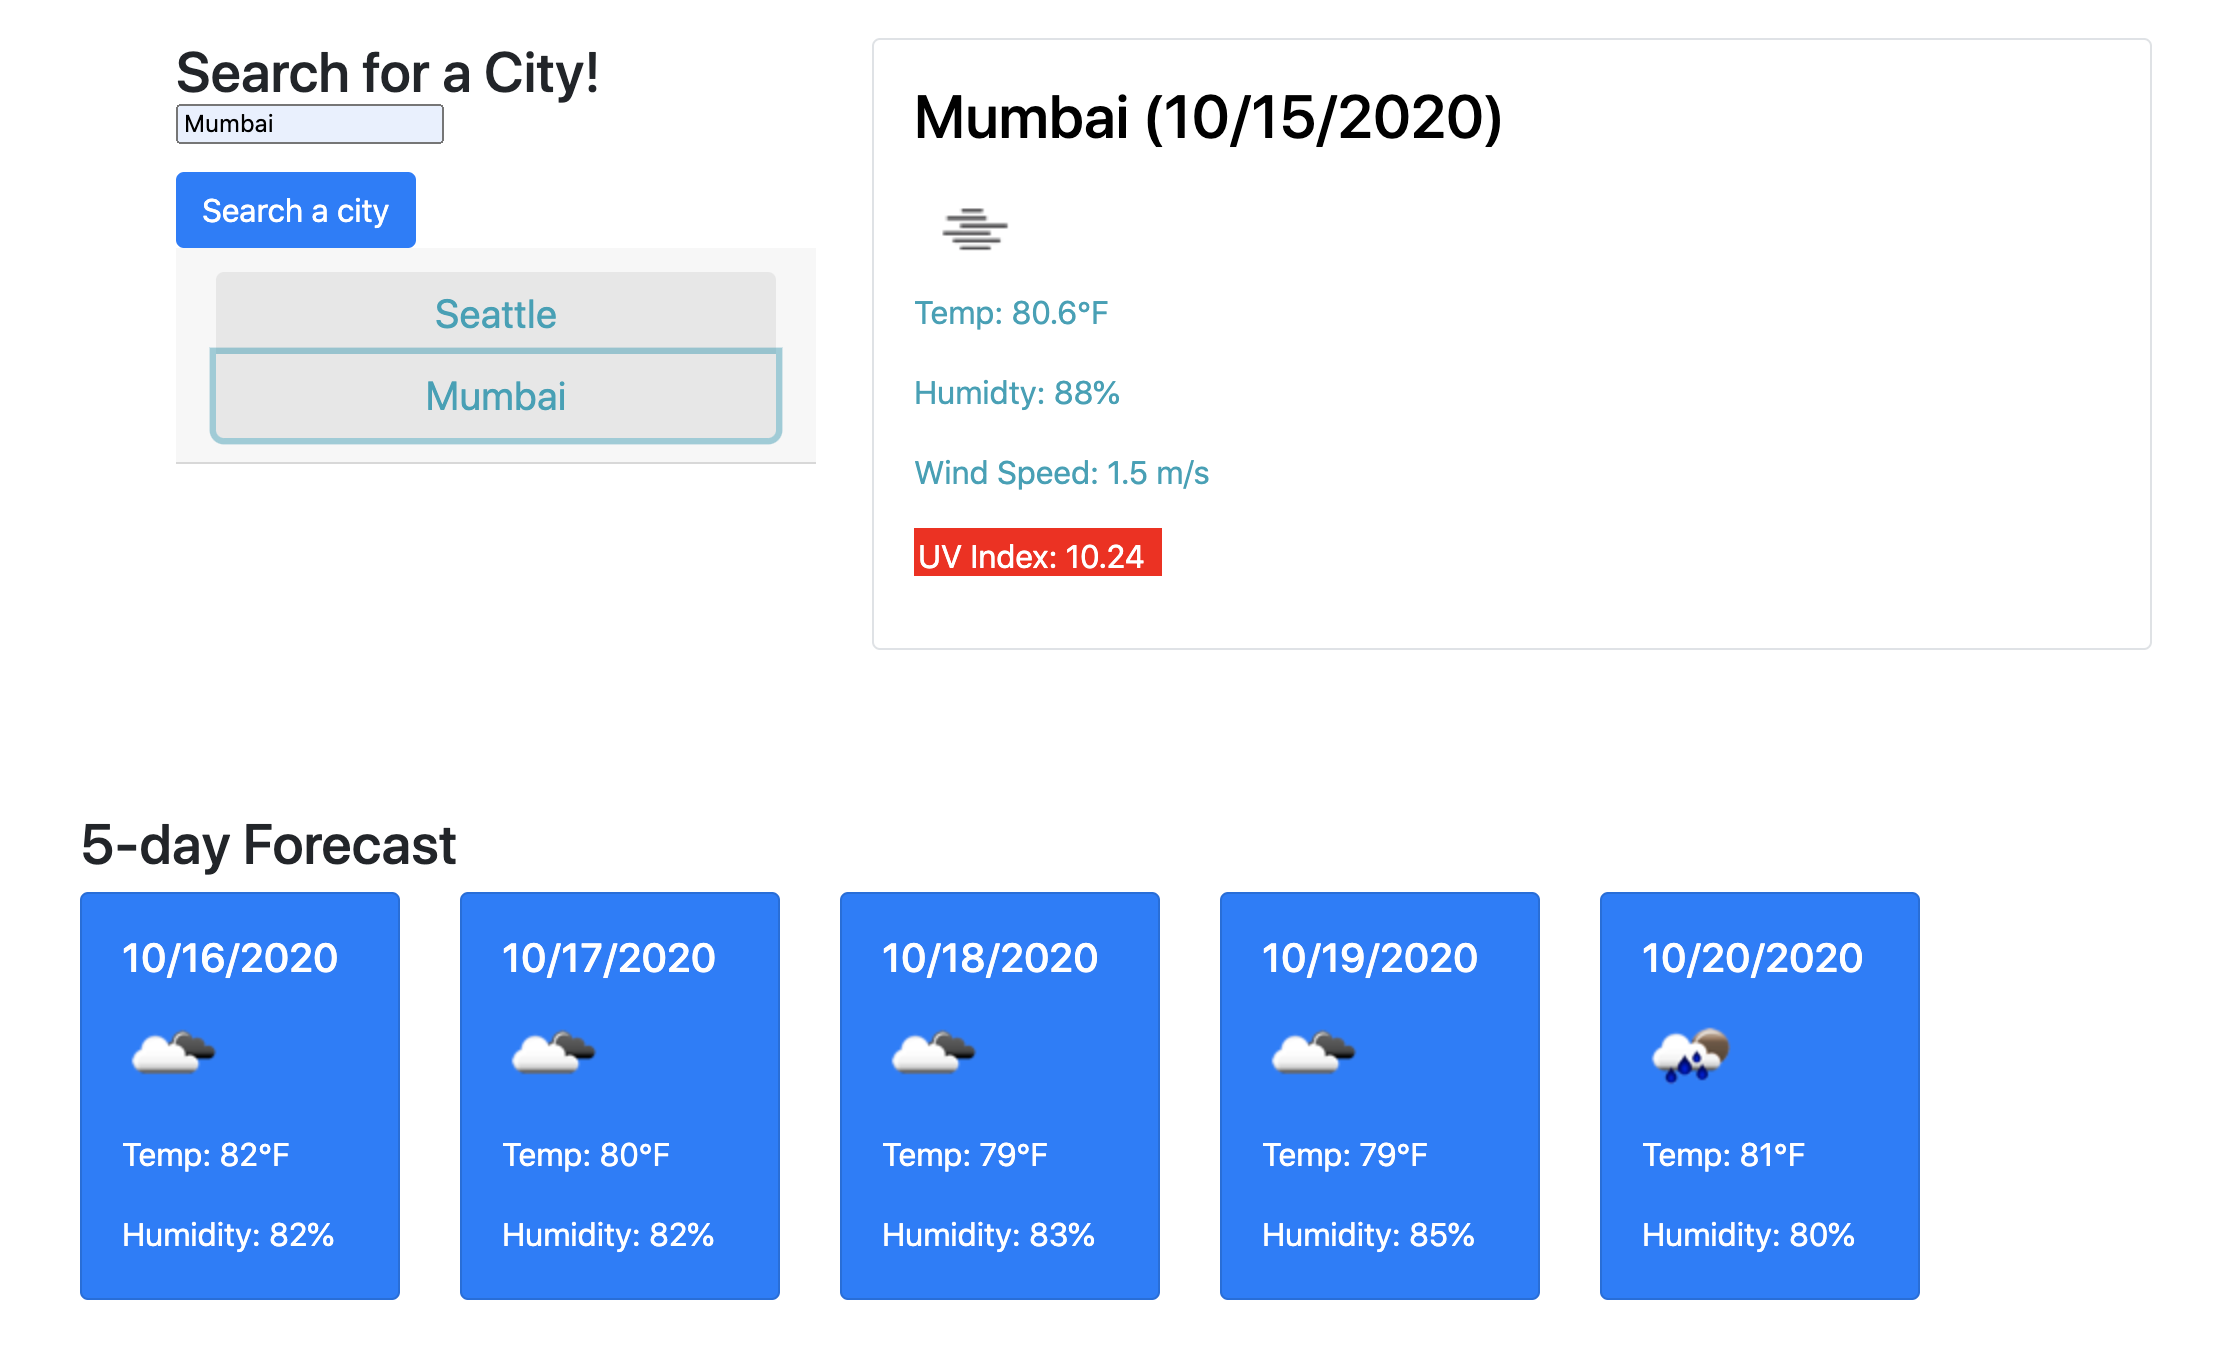 Search for a City!
Mumbai
Search a city
Seattle
Mumbai
Mumbai (10/15/2020)
Temp: 80.6°F
Humidty: 88%
Wind Speed: 1.5 m/s
UV Index: 10.24
5-day Forecast
10/16/2020
Temp: 82°F
Humidity: 82%
10/17/2020
Temp: 80°F
Humidity: 82%
10/18/2020
Temp: 79°F
Humidity: 83%
10/19/2020
Temp: 79°F
Humidity: 85%
10/20/2020
Temp: 81°F
Humidity: 80%